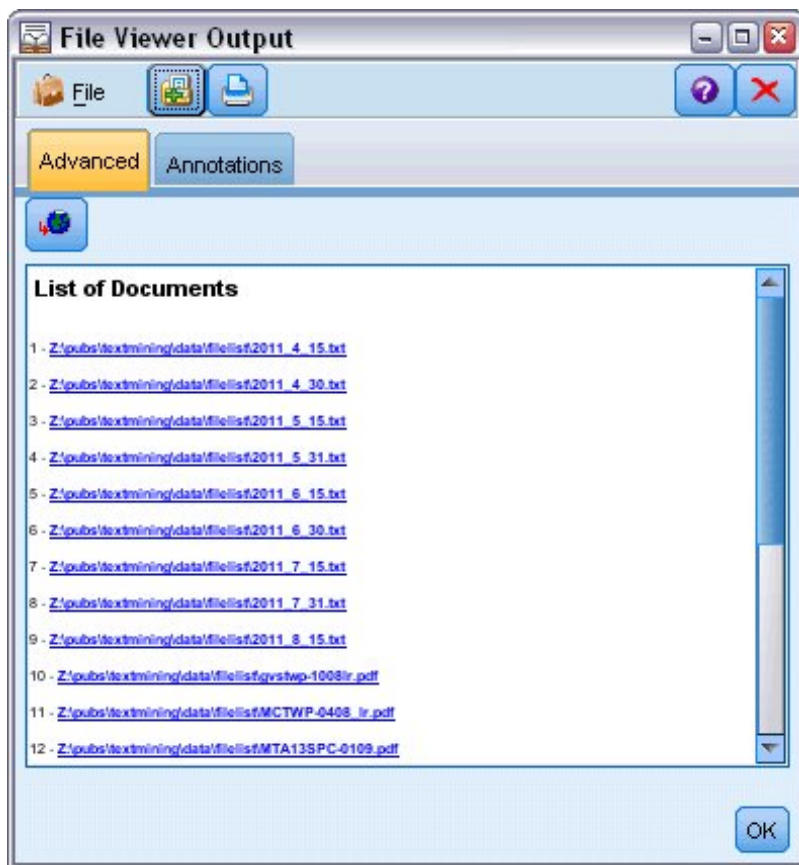 File Viewer Output
File
Advanced Annotations
List of Documents
1 - Z:\pubs\textmining\data\filelist\2011_4_15.txt
2 - Z:\pubs\textmining\data\filelist\2011_4_30.txt
3 - Z:\pubs\textmining\data\filelist\2011_5_15.txt
4 - Z:\pubs\textmining\data\filelist\2011_5_31.txt
5 - Z:\pubs\textmining\data\filelist\2011_6_15.txt
6 - Z:\pubs\textmining\data\filelist\2011_6_30.txt
7 - Z:\pubs\textmining\data\filelist\2011_7_15.txt
8 - Z:\pubs\textmining\data\filelist\2011_7_31.txt
9 - Z:\pubs\textmining\data\filelist\2011_8_15.txt
10 - Z:\pubs\textmining\data\filelist\gvstwp-1008lr.pdf
11 - Z:\pubs\textmining\data\filelist\MCTWP-0408_lr.pdf
12 - Z:\pubs\textmining\data\filelist\MTA13SPC-0109.pdf
OK